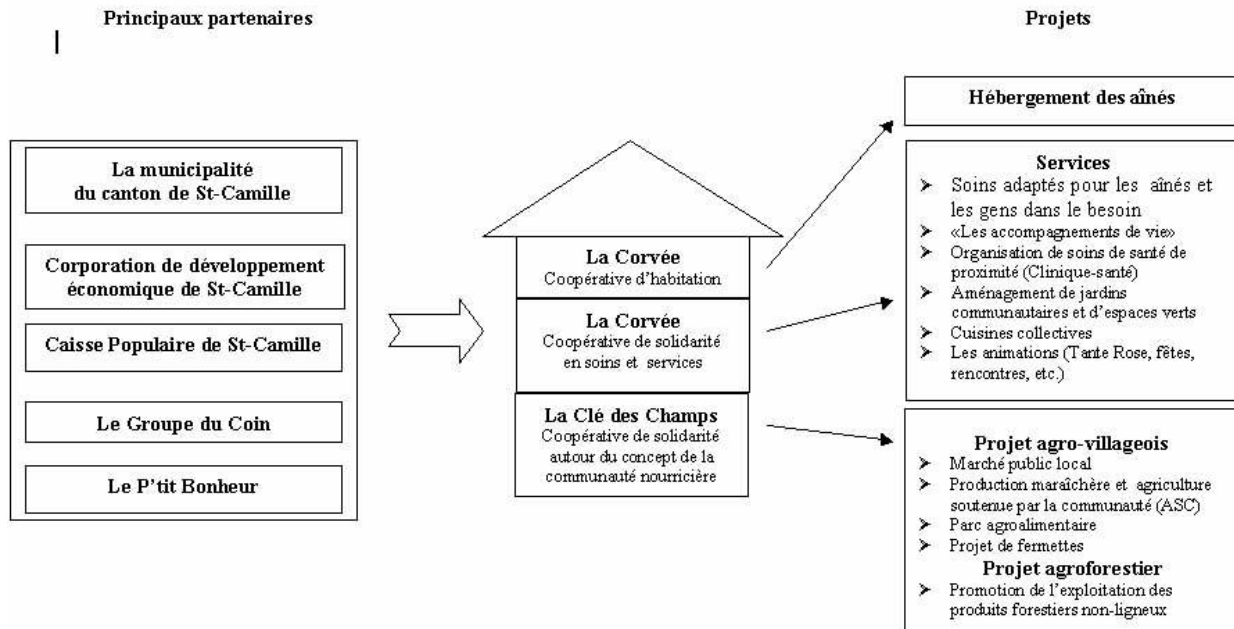 Principaux partenaires
Projets
La municipalité
du canton de St-Camille
Corporation de développement
économique de St-Camille
Caisse Populaire de St-Camille
Le Groupe du Coin
Le P'tit Bonheur
La Corvée
Coopérative d'habitation
La Corvée
Coopérative de solidarité
en soins et services
La Clé des Champs
Coopérative de solidarité
autour du concept de la
communauté nourricière
Hébergement des aînés
Services
➤ Soins adaptés pour les aînés et
les gens dans le besoin
➤ «Les accompagnements de vie»
➤ Organisation de soins de santé de
proximité (Clinique-santé)
➤ Aménagement de jardins
communautaires et d'espaces verts
➤ Cuisines collectives
➤ Les animations (Tante Rose, fêtes,
rencontres, etc.)
Projet agro-villageois
➤ Marché public local
➤ Production maraîchère et agriculture
soutenue par la communauté (ASC)
➤ Parc agroalimentaire
➤ Projet de fermettes
Projet agroforestier
➤ Promotion de l'exploitation des
produits forestiers non-ligneux